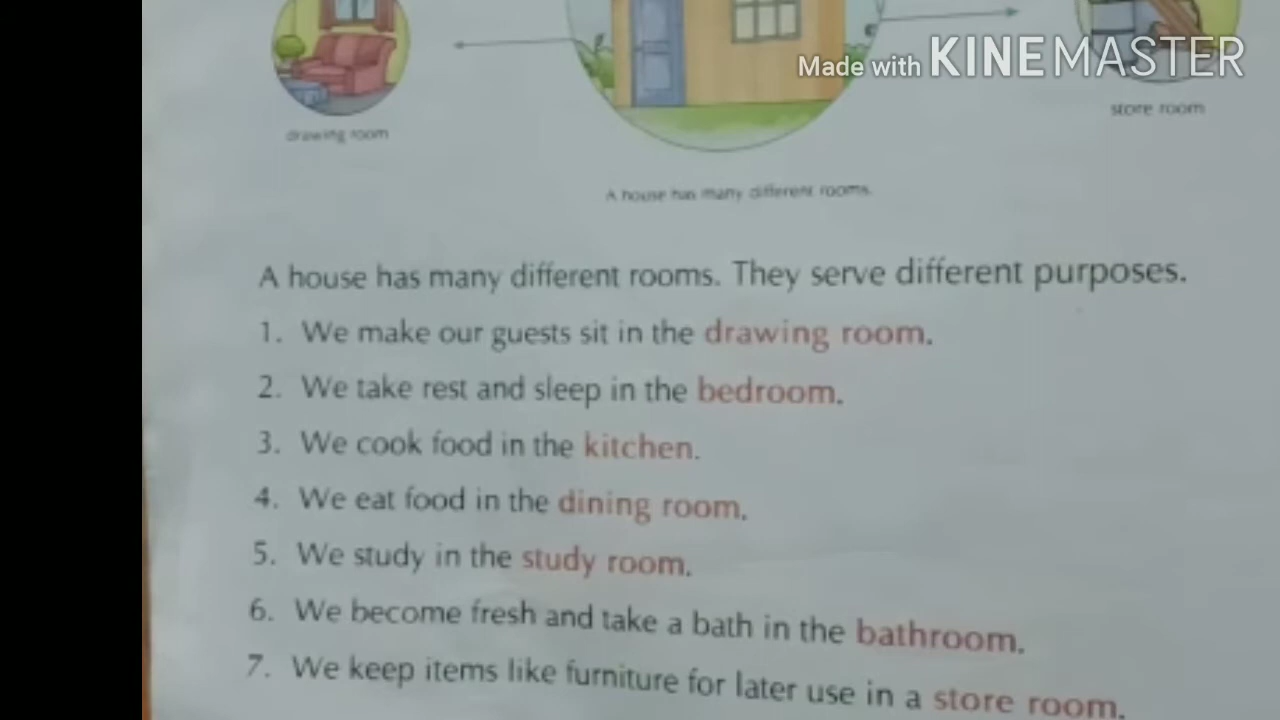 Made with KINEMASTER
drawing room
store room
A house has many different rooms.
A house has many different rooms. They serve different purposes.
1. We make our guests sit in the drawing room.
2. We take rest and sleep in the bedroom.
3. We cook food in the kitchen.
4. We eat food in the dining room.
5. We study in the study room.
6. We become fresh and take a bath in the bathroom.
7. We keep items like furniture for later use in a store room.